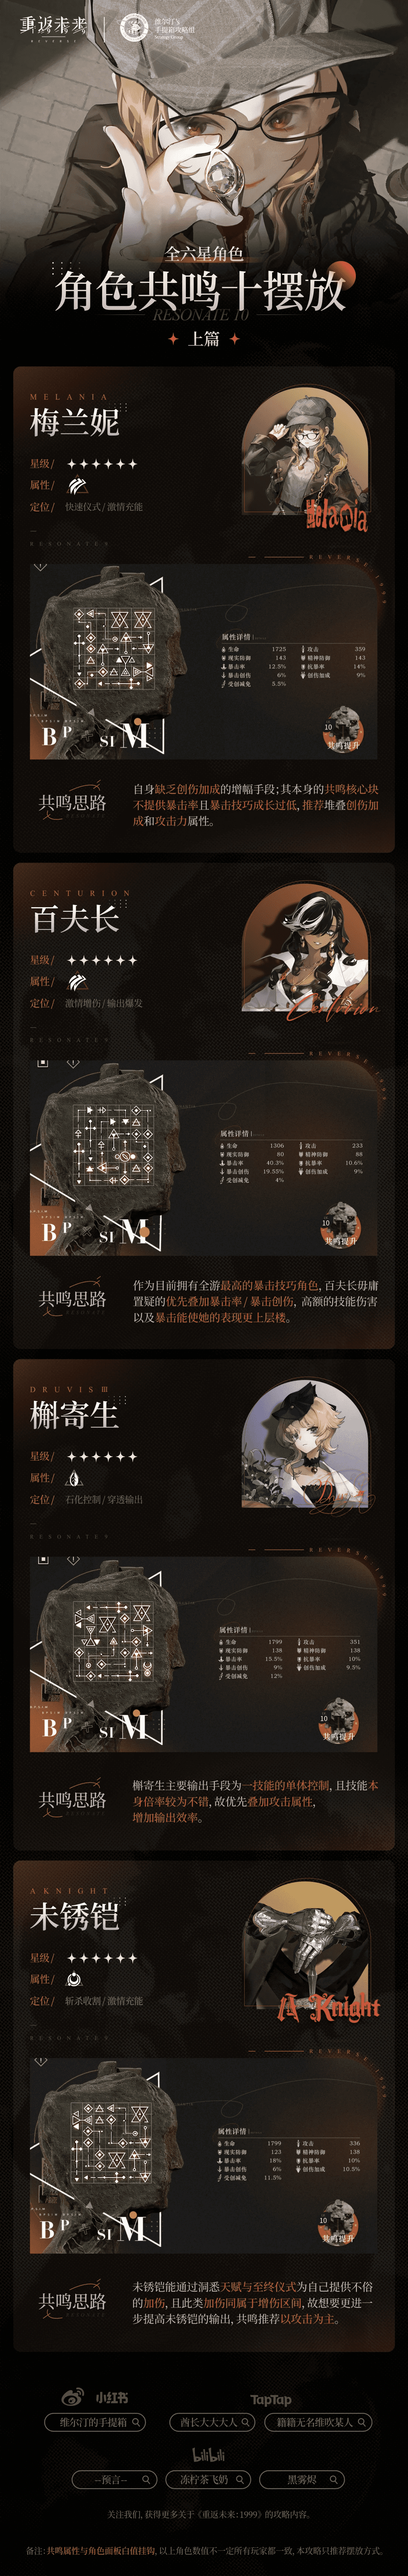 重返未来
REVERSE
维尔汀の
手提箱攻略组
Strategy Group
全六星角色
角色共鸣十摆放
RESONATE 10
上篇
MELANIA
梅兰妮
星级/
属性/
定位/ 快速仪式/激情充能
RESONATES
REVERSE 1999
属性详情
生命 1725 攻击 359
现实防御 143 精神防御 143
暴击率 12.5% 抗暴率 14%
暴击创伤 6% 创伤加成 9%
受创减免 5.5%
10
共鸣提升
共鸣思路
自身缺乏创伤加成的增幅手段;其本身的共鸣核心块
不提供暴击率且暴击技巧成长过低,推荐堆叠创伤加
成和攻击力属性。
CENTURION
百夫长
Centurion
星级/
属性/
定位/ 激情增伤/输出爆发
RESONATES
REVERSE 1999
属性详情
生命 1306 攻击 233
现实防御 60 精神防御 88
暴击率 40.3% 抗暴率 10.6%
暴击创伤 19.55% 创伤加成 9%
受创减免 4%
10
共鸣提升
共鸣思路
作为目前拥有全游最高的暴击技巧角色,百夫长毋庸
置疑的优先叠加暴击率/暴击创伤,高额的技能伤害
以及暴击能使她的表现更上层楼。
DRUVIS Ⅲ
槲寄生
星级/
属性/
定位/ 石化控制/穿透输出
RESONATES
REVERSE 1999
属性详情
生命 1799 攻击 351
现实防御 138 精神防御 138
暴击率 15.5% 抗暴率 10%
暴击创伤 9% 创伤加成 9.5%
受创减免 12%
10
共鸣提升
共鸣思路
槲寄生主要输出手段为一技能的单体控制,且技能本
身倍率较为不错,故优先叠加攻击属性,
增加输出效率。
AKNIGHT
未锈铠
A Knight
星级/
属性/
定位/ 斩杀收割/激情充能
RESONATES
REVERSE 1999
属性详情
生命 1799 攻击 336
现实防御 123 精神防御 138
暴击率 18% 抗暴率 10%
暴击创伤 6% 创伤加成 10.5%
受创减免 11.5%
10
共鸣提升
共鸣思路
未锈铠能通过洞悉天赋与至终仪式为自己提供不俗
的加伤,且此类加伤同属于增伤区间,故想要更进一
步提高未锈铠的输出,共鸣推荐以攻击为主。
小红书 TapTap
维尔汀的手提箱 酋长大大大人 籍籍无名维吹某人
bilibili
--预言-- 冻柠茶飞奶 黑雾烬
关注我们,获得更多关于《重返未来:1999》的攻略内容。
备注:共鸣属性与角色面板白值挂钩,以上角色数值不一定所有玩家都一致,本攻略只推荐摆放方式。